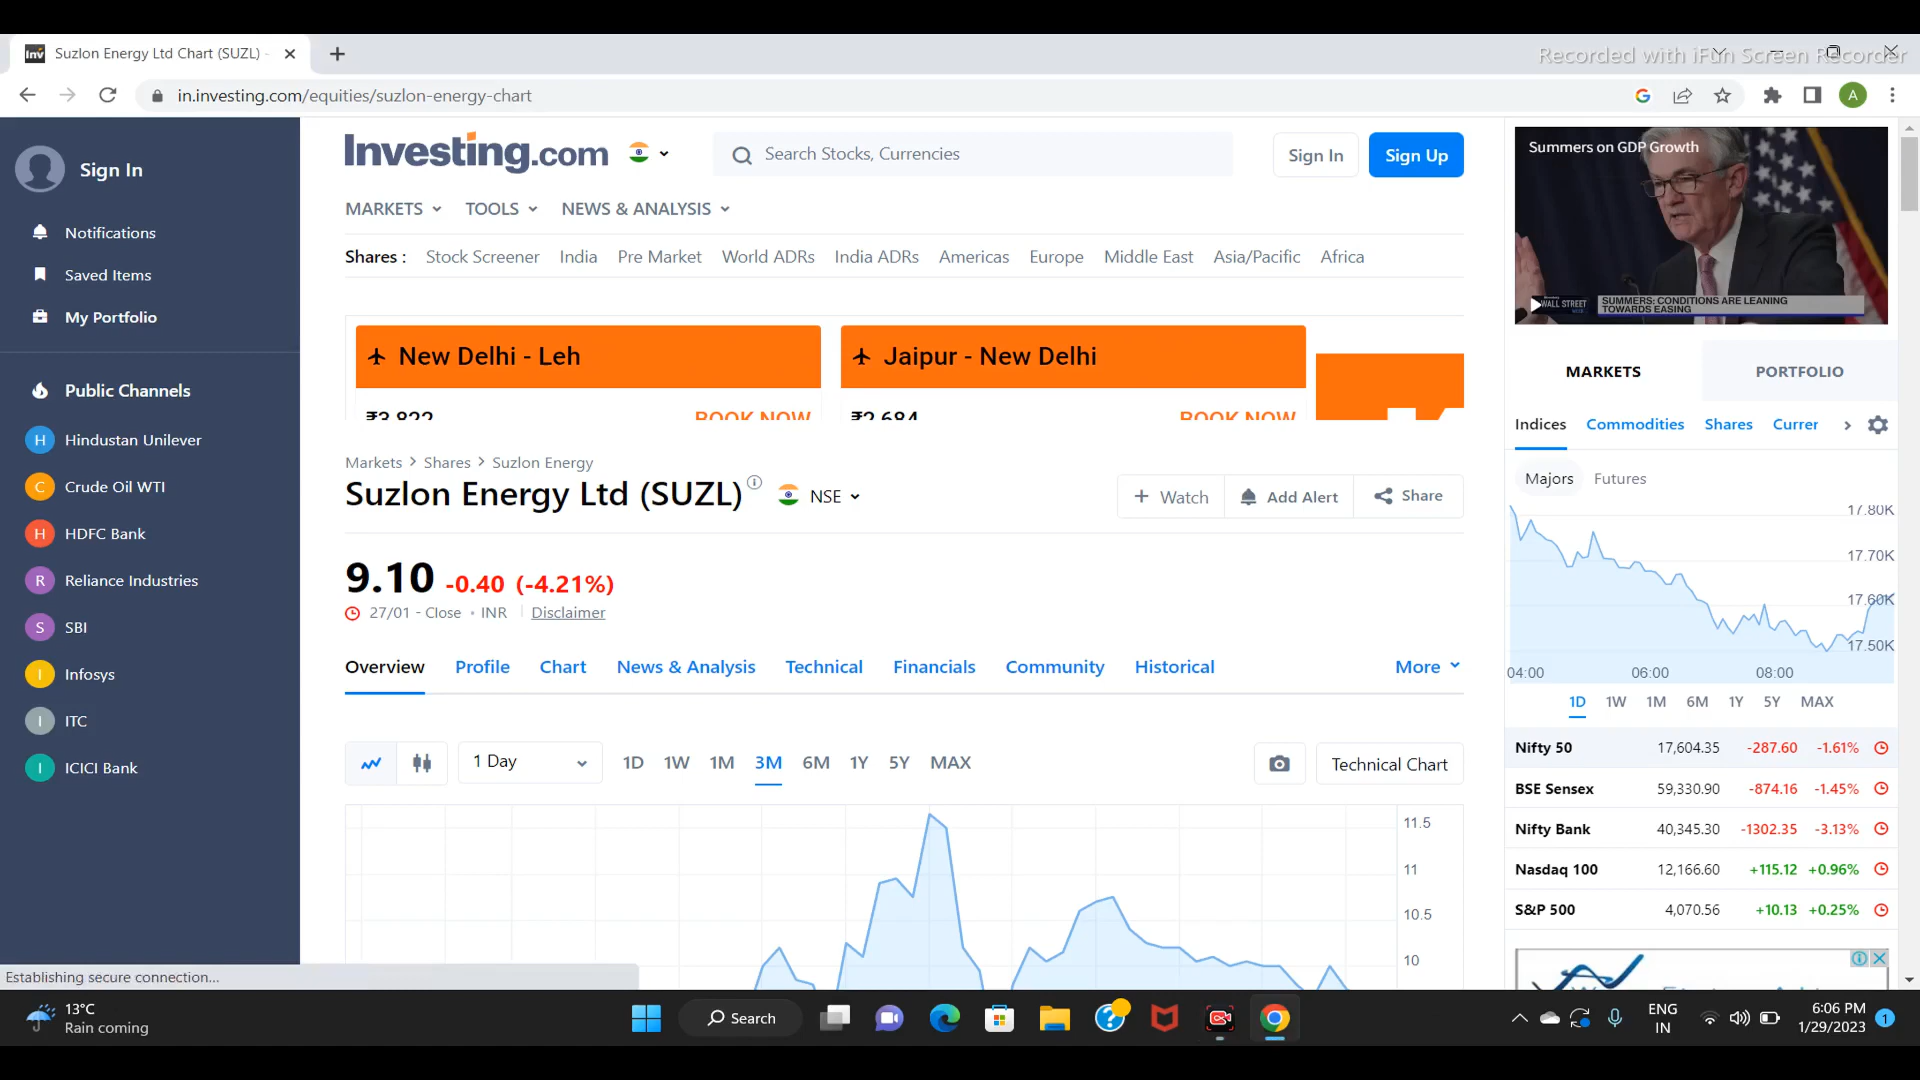 Recorded with iFun Screen Recorder
Suzlon Energy Ltd Chart (SUZL) -
in.investing.com/equities/suzlon-energy-chart
A
Sign In
Notifications
Saved Items
My Portfolio
Public Channels
H Hindustan Unilever
C Crude Oil WTI
H HDFC Bank
R Reliance Industries
S SBI
I Infosys
I ITC
I ICICI Bank
Establishing secure connection...
Investing.com
Search Stocks, Currencies
Sign In
Sign Up
MARKETS
TOOLS
NEWS & ANALYSIS
Shares :
Stock Screener
India
Pre Market
World ADRs
India ADRs
Americas
Europe
Middle East
Asia/Pacific
Africa
New Delhi - Leh
₹3,822
BOOK NOW
Jaipur - New Delhi
₹2,684
BOOK NOW
Markets > Shares > Suzlon Energy
Suzlon Energy Ltd (SUZL)
NSE
+ Watch
Add Alert
Share
9.10 -0.40 (-4.21%)
27/01 - Close • INR
Disclaimer
Overview
Profile
Chart
News & Analysis
Technical
Financials
Community
Historical
More
1 Day
1D
1W
1M
3M
6M
1Y
5Y
MAX
Technical Chart
11.5
11
10.5
10
Summers on GDP Growth
WALL STREET
SUMMERS: CONDITIONS ARE LEANING
TOWARDS EASING
MARKETS
PORTFOLIO
Indices
Commodities
Shares
Curren
Majors
Futures
17.80K
17.70K
17.60K
17.50K
04:00
06:00
08:00
1D
1W
1M
6M
1Y
5Y
MAX
Nifty 50 17,604.35 -287.60 -1.61%
BSE Sensex 59,330.90 -874.16 -1.45%
Nifty Bank 40,345.30 -1302.35 -3.13%
Nasdaq 100 12,166.60 +115.12 +0.96%
S&P 500 4,070.56 +10.13 +0.25%
13°C
Rain coming
Search
ENG
IN
6:06 PM
1/29/2023
1